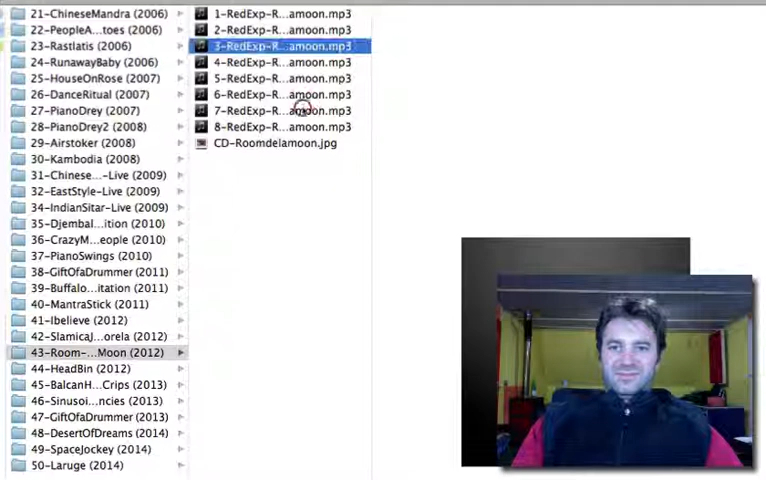 21-ChineseMandra (2006)
22-PeopleA...toes (2006)
23-Rastlatis (2006)
24-RunawayBaby (2006)
25-HouseOnRose (2007)
26-DanceRitual (2007)
27-PianoDrey (2007)
28-PianoDrey2 (2008)
29-Airstoker (2008)
30-Kambodia (2008)
31-Chinese...-Live (2009)
32-EastStyle-Live (2009)
34-IndianSitar-Live (2009)
35-Djembal...ition (2010)
36-CrazyM...eople (2010)
37-PianoSwings (2010)
38-GiftOfaDrummer (2011)
39-Buffalo...itation (2011)
40-MantraStick (2011)
41-Ibelieve (2012)
42-SlamicaJ...orela (2012)
43-Room-...Moon (2012)
44-HeadBin (2012)
45-BalcanH...Crips (2013)
46-Sinusoi...ncies (2013)
47-GiftOfaDrummer (2013)
48-DesertOfDreams (2014)
49-SpaceJockey (2014)
50-Laruge (2014)
1-RedExp-R...amoon.mp3
2-RedExp-R...amoon.mp3
3-RedExp-R...amoon.mp3
4-RedExp-R...amoon.mp3
5-RedExp-R...amoon.mp3
6-RedExp-R...amoon.mp3
7-RedExp-R...amoon.mp3
8-RedExp-R...amoon.mp3
CD-Roomdelamoon.jpg